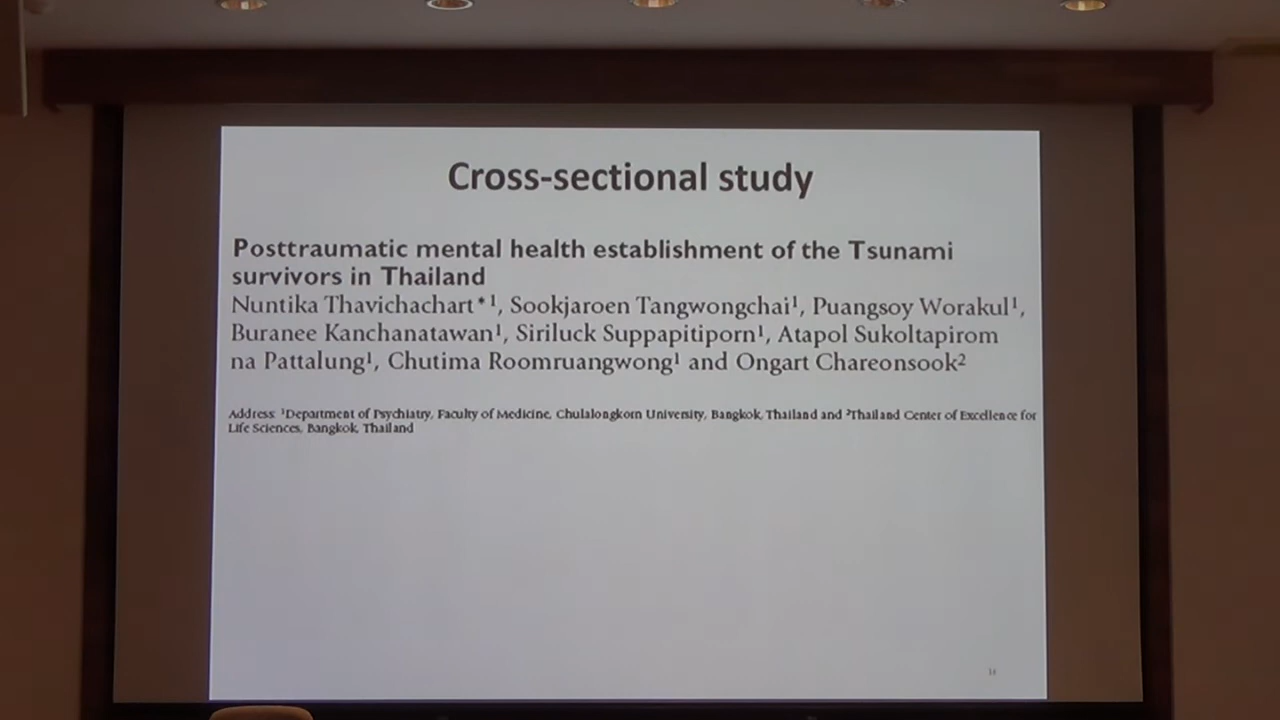 Cross-sectional study
Posttraumatic mental health establishment of the Tsunami
survivors in Thailand
Nuntika Thavichachart*¹, Sookjaroen Tangwongchai¹, Puangsoy Worakul¹,
Buranee Kanchanatawan¹, Siriluck Suppapitiporn¹, Atapol Sukoltapirom
na Pattalung¹, Chutima Roomruangwong¹ and Ongart Chareonsook²
Address: ¹Department of Psychiatry, Faculty of Medicine, Chulalongkorn University, Bangkok, Thailand and ²Thailand Center of Excellence for
Life Sciences, Bangkok, Thailand